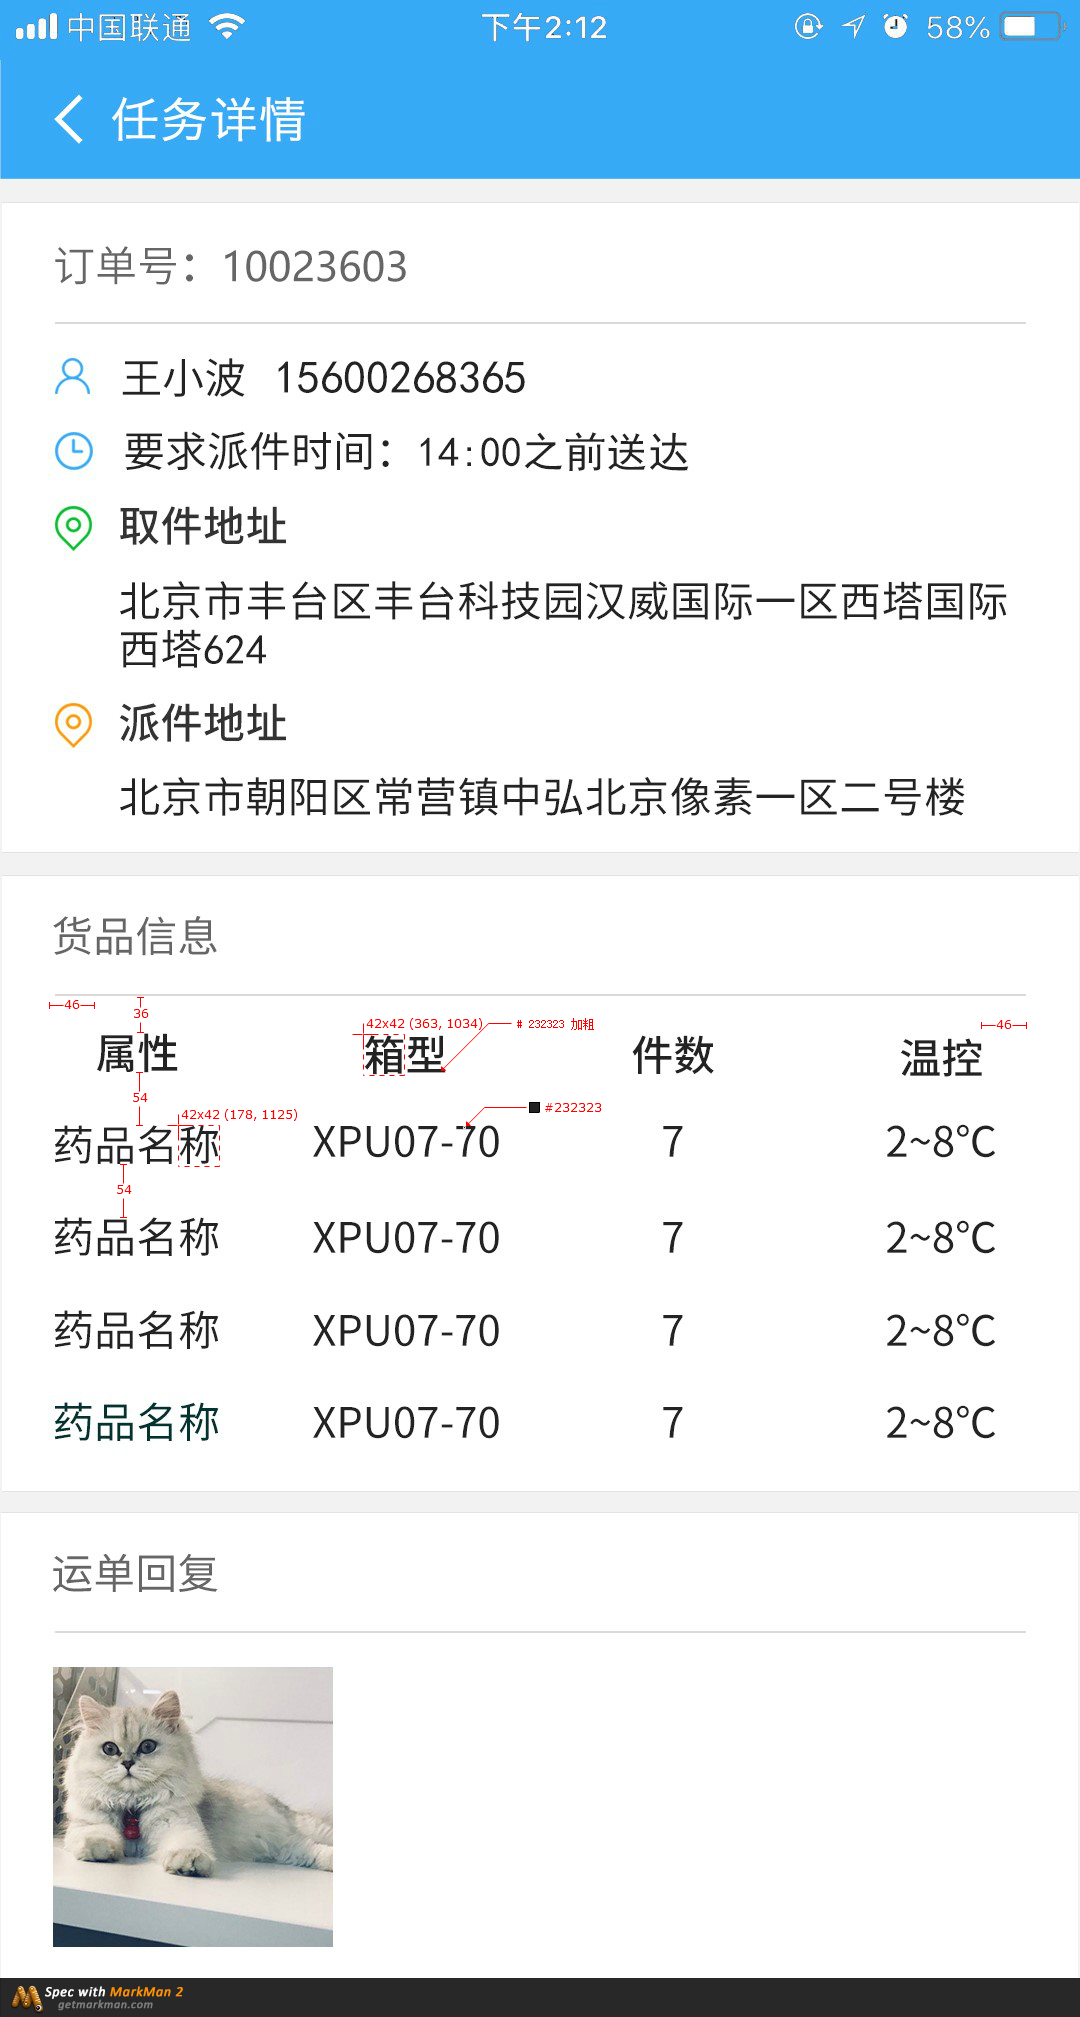 中国联通 下午2:12 58%
任务详情
订单号：10023603
王小波 15600268365
要求派件时间：14:00之前送达
取件地址
北京市丰台区丰台科技园汉威国际一区西塔国际
西塔624
派件地址
北京市朝阳区常营镇中弘北京像素一区二号楼
货品信息
46 36 42x42 (363, 1034) # 232323 加粗 46
属性 箱型 件数 温控
54 42x42 (178, 1125) #232323
药品名称 XPU07-70 7 2~8℃
54
药品名称 XPU07-70 7 2~8℃
药品名称 XPU07-70 7 2~8℃
药品名称 XPU07-70 7 2~8℃
运单回复
Spec with MarkMan 2
getmarkman.com